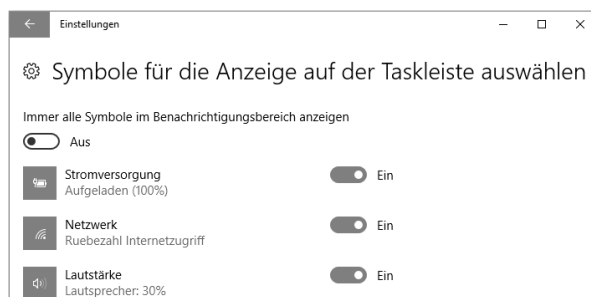 Einstellungen
Symbole für die Anzeige auf der Taskleiste auswählen
Immer alle Symbole im Benachrichtigungsbereich anzeigen
Aus
Stromversorgung
Ein
Aufgeladen (100%)
Netzwerk
Ein
Ruebezahl Internetzugriff
Lautstärke
Ein
Lautsprecher: 30%